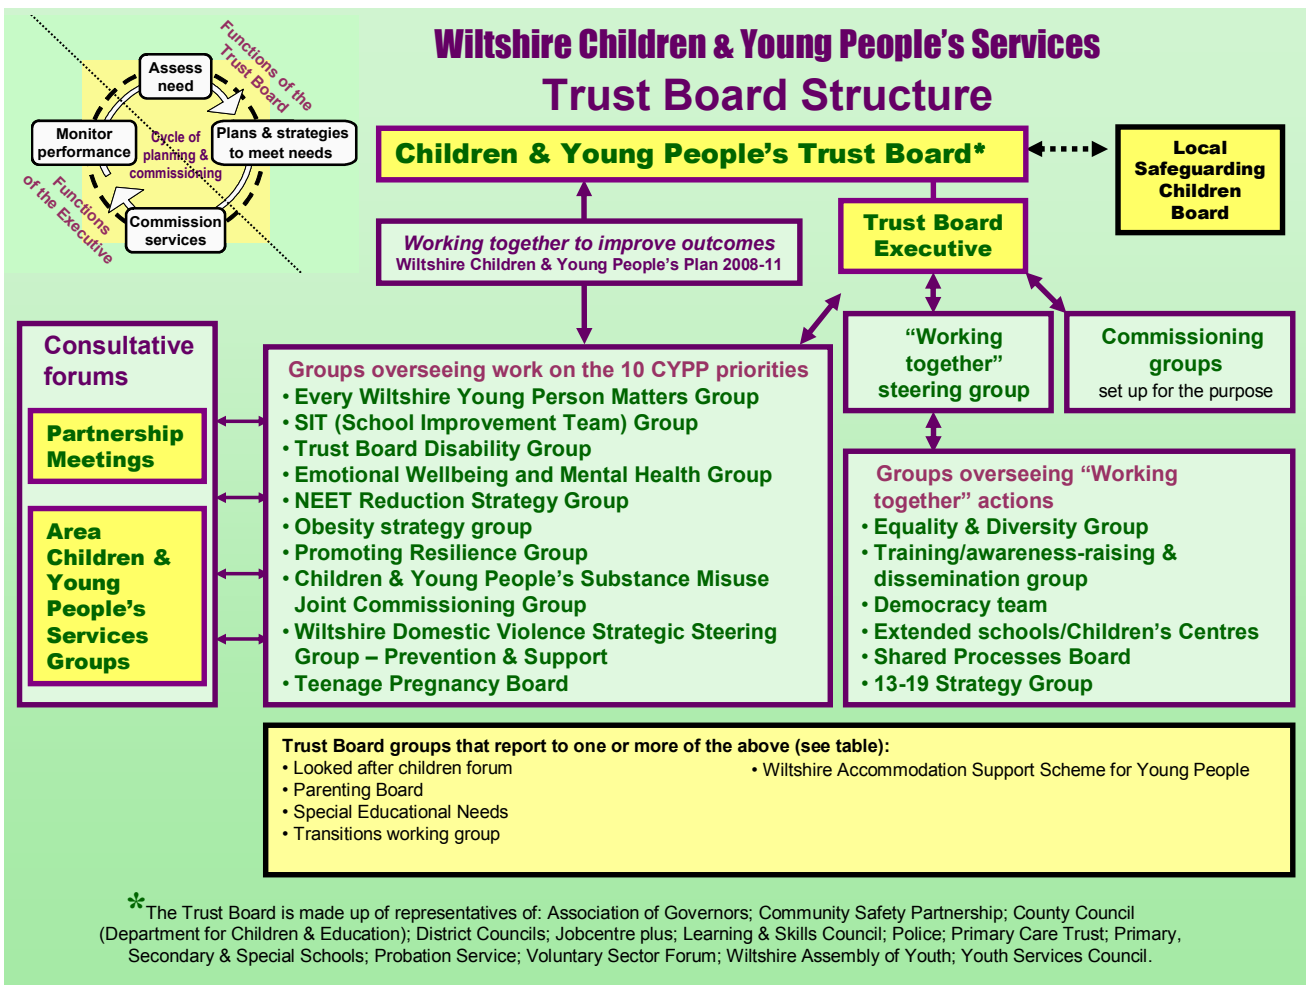 Wiltshire Children & Young People's Services
Trust Board Structure
Functions of the
Trust Board
Assess
need
Monitor
performance
Cycle of
planning &
commissioning
Plans & strategies
to meet needs
Commission
services
Functions
of the Executive
Children & Young People's Trust Board*
Local
Safeguarding
Children
Board
Working together to improve outcomes
Wiltshire Children & Young People's Plan 2008-11
Trust Board
Executive
"Working
together"
steering group
Commissioning
groups
set up for the purpose
Consultative
forums
Partnership
Meetings
Area
Children &
Young
People's
Services
Groups
Groups overseeing work on the 10 CYPP priorities
• Every Wiltshire Young Person Matters Group
• SIT (School Improvement Team) Group
• Trust Board Disability Group
• Emotional Wellbeing and Mental Health Group
• NEET Reduction Strategy Group
• Obesity strategy group
• Promoting Resilience Group
• Children & Young People's Substance Misuse
Joint Commissioning Group
• Wiltshire Domestic Violence Strategic Steering
Group – Prevention & Support
• Teenage Pregnancy Board
Groups overseeing "Working
together" actions
• Equality & Diversity Group
• Training/awareness-raising &
dissemination group
• Democracy team
• Extended schools/Children's Centres
• Shared Processes Board
• 13-19 Strategy Group
Trust Board groups that report to one or more of the above (see table):
• Looked after children forum
• Parenting Board
• Special Educational Needs
• Transitions working group
• Wiltshire Accommodation Support Scheme for Young People
*The Trust Board is made up of representatives of: Association of Governors; Community Safety Partnership; County Council
(Department for Children & Education); District Councils; Jobcentre plus; Learning & Skills Council; Police; Primary Care Trust; Primary,
Secondary & Special Schools; Probation Service; Voluntary Sector Forum; Wiltshire Assembly of Youth; Youth Services Council.